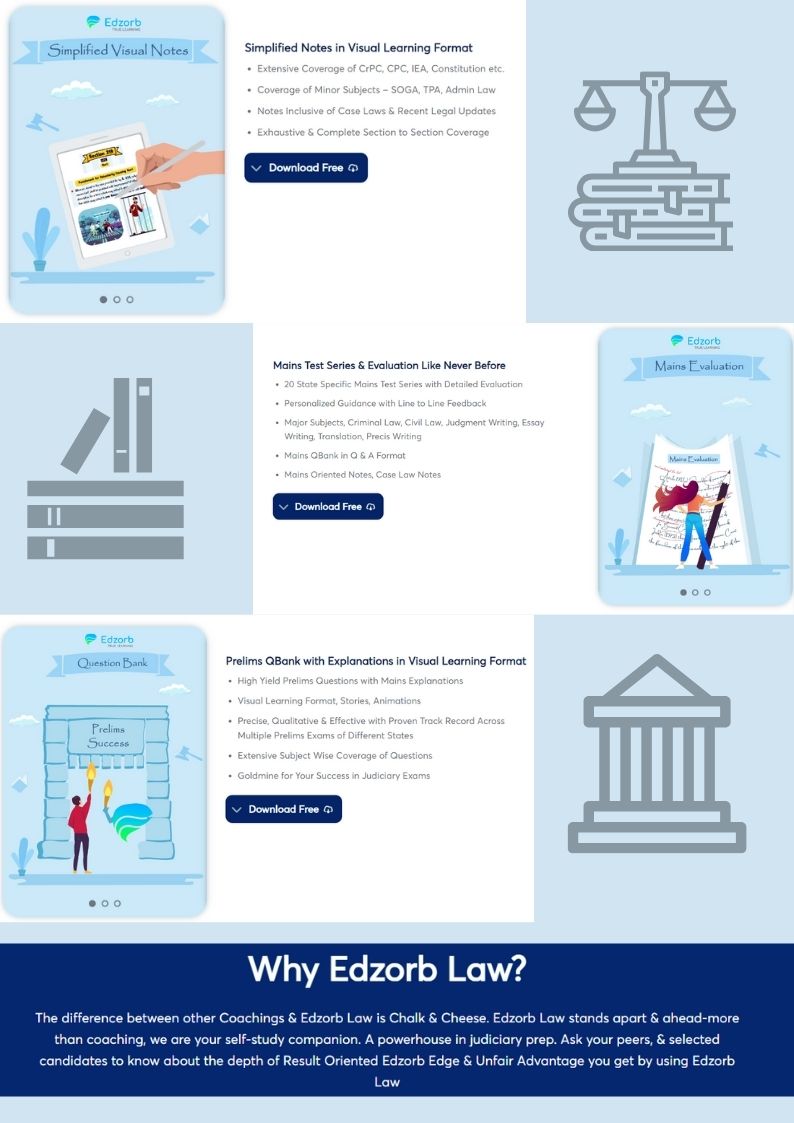 Edzorb
TRUE LEARNING
Simplified Visual Notes
Section 310
Simplified Notes in Visual Learning Format
Extensive Coverage of CrPC, CPC, IEA, Constitution etc.
Coverage of Minor Subjects – SOGA, TPA, Admin Law
Notes Inclusive of Case Laws & Recent Legal Updates
Exhaustive & Complete Section to Section Coverage
Download Free
Mains Test Series & Evaluation Like Never Before
20 State Specific Mains Test Series with Detailed Evaluation
Personalized Guidance with Line to Line Feedback
Major Subjects, Criminal Law, Civil Law, Judgment Writing, Essay
Writing, Translation, Precis Writing
Mains QBank in Q & A Format
Mains Oriented Notes, Case Law Notes
Download Free
Edzorb
TRUE LEARNING
Mains Evaluation
Mains Evaluation
Edzorb
TRUE LEARNING
Question Bank
Prelims
Success
Prelims QBank with Explanations in Visual Learning Format
High Yield Prelims Questions with Mains Explanations
Visual Learning Format, Stories, Animations
Precise, Qualitative & Effective with Proven Track Record Across
Multiple Prelims Exams of Different States
Extensive Subject Wise Coverage of Questions
Goldmine for Your Success in Judiciary Exams
Download Free
Why Edzorb Law?
The difference between other Coachings & Edzorb Law is Chalk & Cheese. Edzorb Law stands apart & ahead-more
than coaching, we are your self-study companion. A powerhouse in judiciary prep. Ask your peers, & selected
candidates to know about the depth of Result Oriented Edzorb Edge & Unfair Advantage you get by using Edzorb
Law